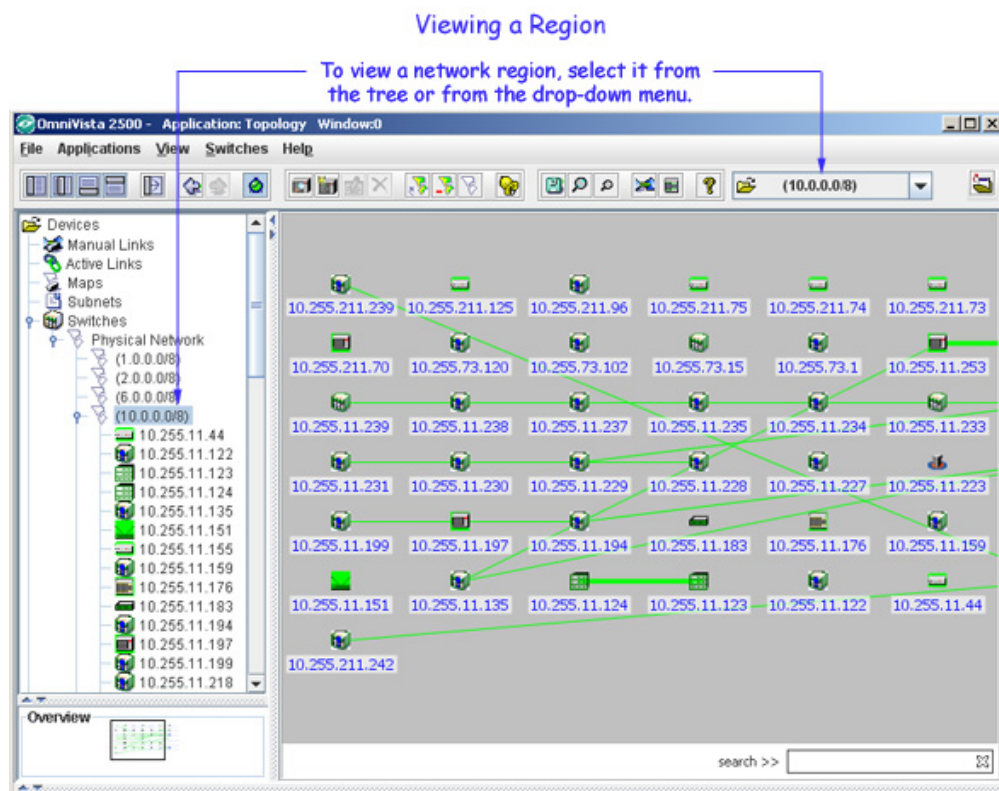 Viewing a Region
To view a network region, select it from
the tree or from the drop-down menu.
OmniVista 2500 - Application: Topology Window:0
File Applications View Switches Help
(10.0.0.0/8)
Devices
Manual Links
Active Links
Maps
Subnets
Switches
Physical Network
(1.0.0.0/8)
(2.0.0.0/8)
(6.0.0.0/8)
(10.0.0.0/8)
10.255.11.44
10.255.11.122
10.255.11.123
10.255.11.124
10.255.11.135
10.255.11.151
10.255.11.155
10.255.11.159
10.255.11.176
10.255.11.183
10.255.11.194
10.255.11.197
10.255.11.199
10.255.11.218
Overview
10.255.211.239 10.255.211.125 10.255.211.96 10.255.211.75 10.255.211.74 10.255.211.73
10.255.211.70 10.255.73.120 10.255.73.102 10.255.73.15 10.255.73.1 10.255.11.253
10.255.11.239 10.255.11.238 10.255.11.237 10.255.11.235 10.255.11.234 10.255.11.233
10.255.11.231 10.255.11.230 10.255.11.229 10.255.11.228 10.255.11.227 10.255.11.223
10.255.11.199 10.255.11.197 10.255.11.194 10.255.11.183 10.255.11.176 10.255.11.159
10.255.11.151 10.255.11.135 10.255.11.124 10.255.11.123 10.255.11.122 10.255.11.44
10.255.211.242
search >>